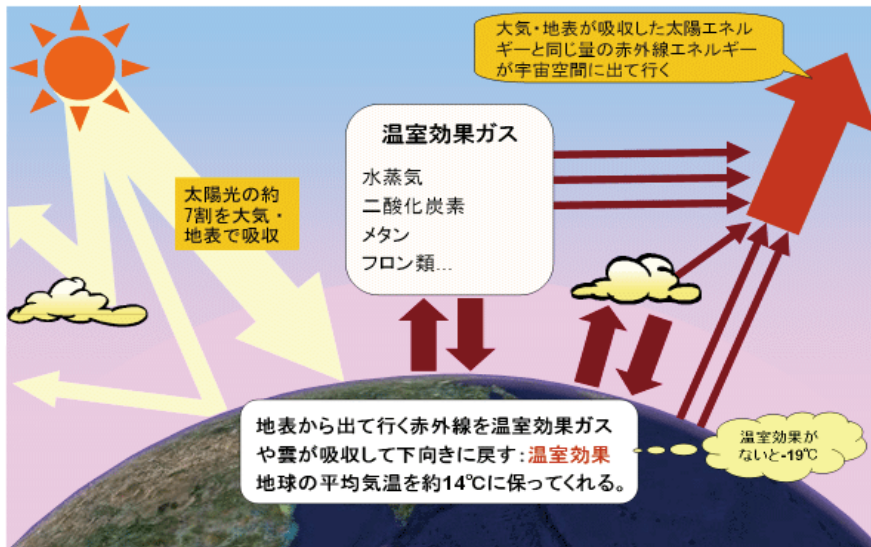 大気・地表が吸収した太陽エネル
ギーと同じ量の赤外線エネルギー
が宇宙空間に出て行く
温室効果ガス
水蒸気
二酸化炭素
メタン
フロン類…
太陽光の約
7割を大気・
地表で吸収
地表から出て行く赤外線を温室効果ガス
や雲が吸収して下向きに戻す:温室効果
地球の平均気温を約14℃に保ってくれる。
温室効果が
ないと-19℃